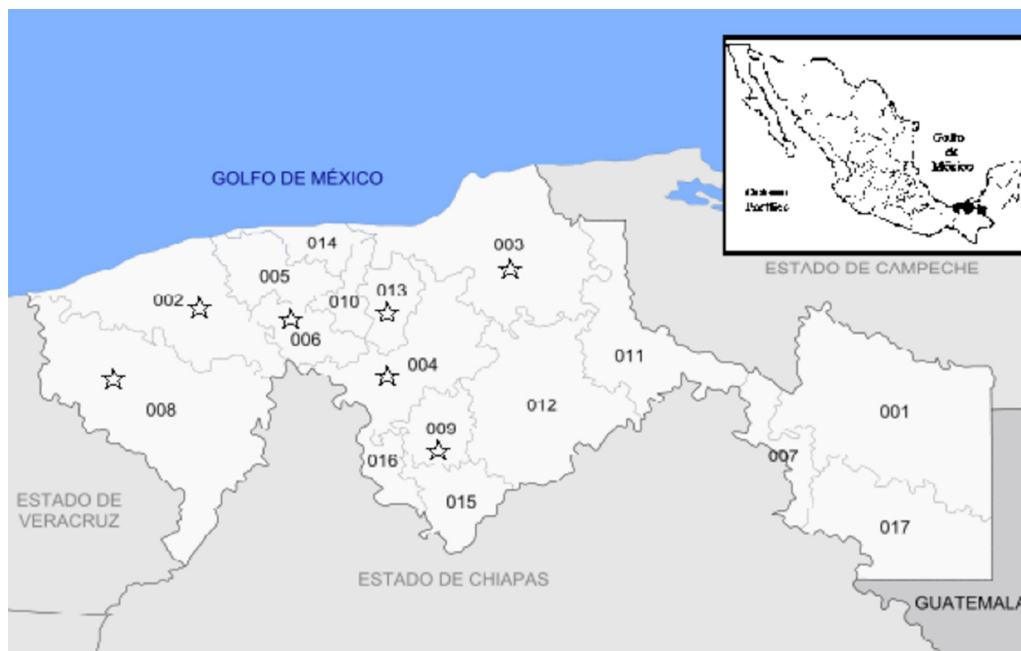 GOLFO DE MÉXICO
Golfo
de
México
ESTADO DE CAMPECHE
014
003
005
002
010
013
006
004
011
008
012
001
009
016
007
015
017
ESTADO DE
VERACRUZ
ESTADO DE CHIAPAS
GUATEMALA